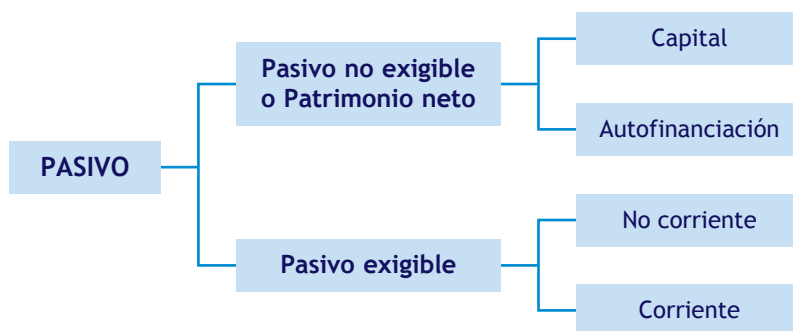 PASIVO
Pasivo no exigible
o Patrimonio neto
Capital
Autofinanciación
Pasivo exigible
No corriente
Corriente